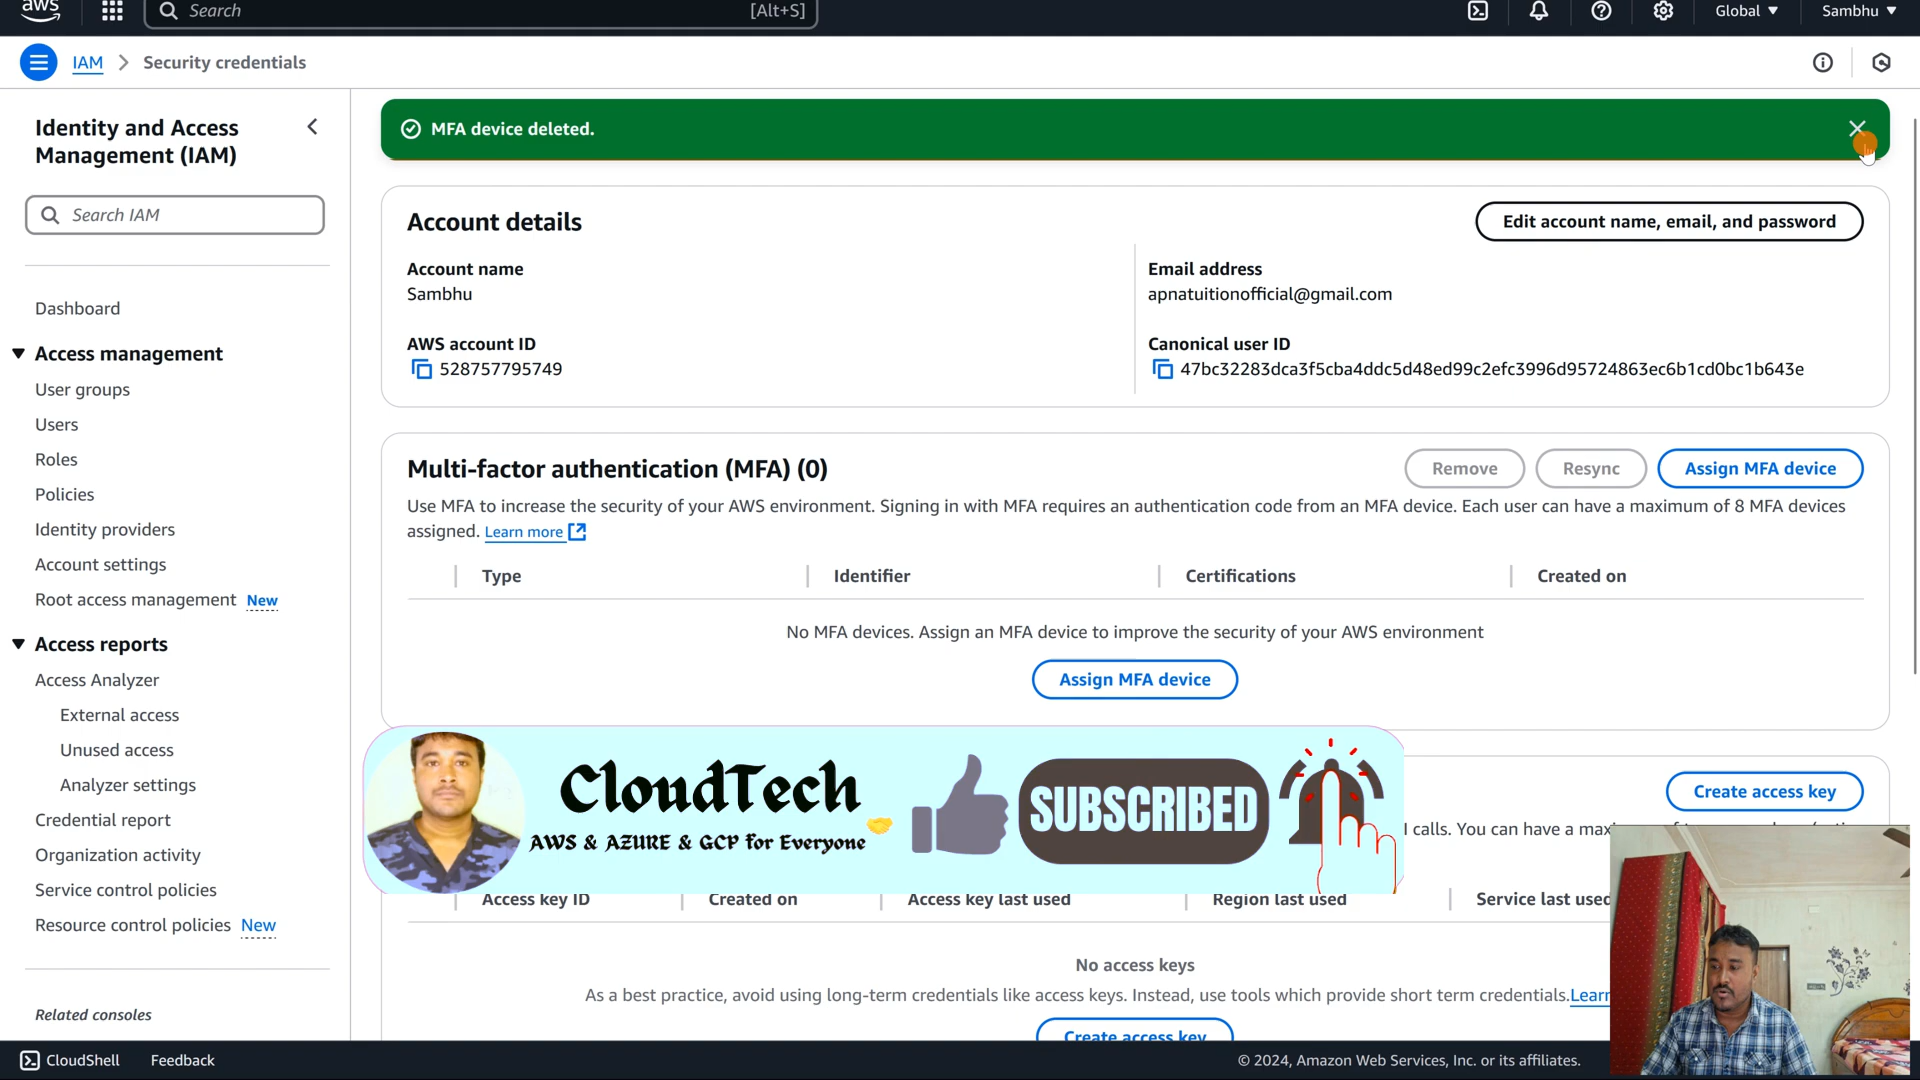 aws
Search
[Alt+S]
Global
Sambhu
IAM
Security credentials
Identity and Access
Management (IAM)
Search IAM
Dashboard
Access management
User groups
Users
Roles
Policies
Identity providers
Account settings
Root access management New
Access reports
Access Analyzer
External access
Unused access
Analyzer settings
Credential report
Organization activity
Service control policies
Resource control policies New
Related consoles
MFA device deleted.
Account details
Edit account name, email, and password
Account name
Sambhu
Email address
apnatuitionofficial@gmail.com
AWS account ID
528757795749
Canonical user ID
47bc32283dca3f5cba4ddc5d48ed99c2efc3996d95724863ec6b1cd0bc1b643e
Multi-factor authentication (MFA) (0)
Remove
Resync
Assign MFA device
Use MFA to increase the security of your AWS environment. Signing in with MFA requires an authentication code from an MFA device. Each user can have a maximum of 8 MFA devices
assigned. Learn more
Type
Identifier
Certifications
Created on
No MFA devices. Assign an MFA device to improve the security of your AWS environment
Assign MFA device
CloudTech
AWS & AZURE & GCP for Everyone
SUBSCRIBED
Create access key
calls. You can have a
Access key ID
Created on
Access key last used
Region last used
Service last used
No access keys
As a best practice, avoid using long-term credentials like access keys. Instead, use tools which provide short term credentials. Learn
Create access key
CloudShell
Feedback
© 2024, Amazon Web Services, Inc. or its affiliates.